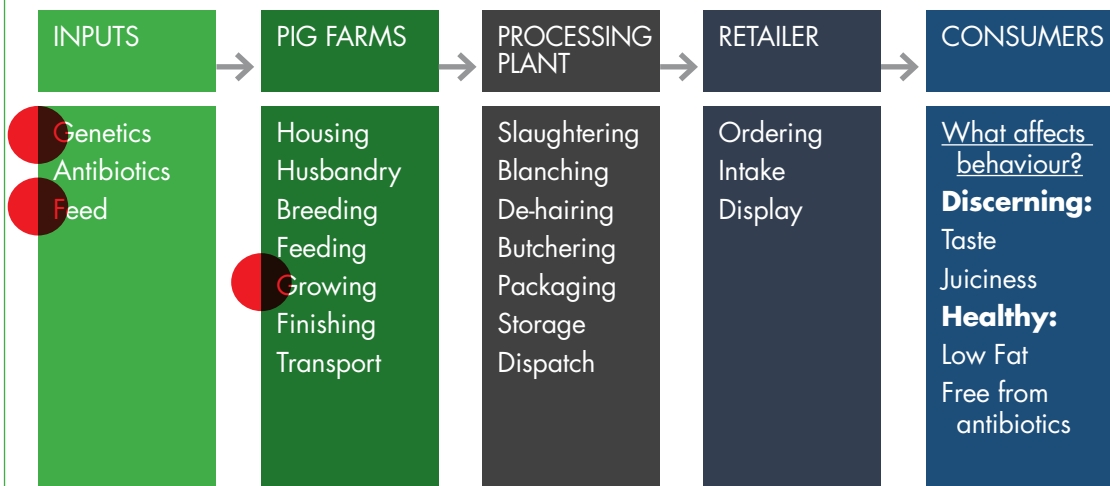 INPUTS
Genetics
Antibiotics
Feed
PIG FARMS
Housing
Husbandry
Breeding
Feeding
Growing
Finishing
Transport
PROCESSING
PLANT
Slaughtering
Blanching
De-hairing
Butchering
Packaging
Storage
Dispatch
RETAILER
Ordering
Intake
Display
CONSUMERS
What affects
behaviour?
Discerning:
Taste
Juiciness
Healthy:
Low Fat
Free from
antibiotics